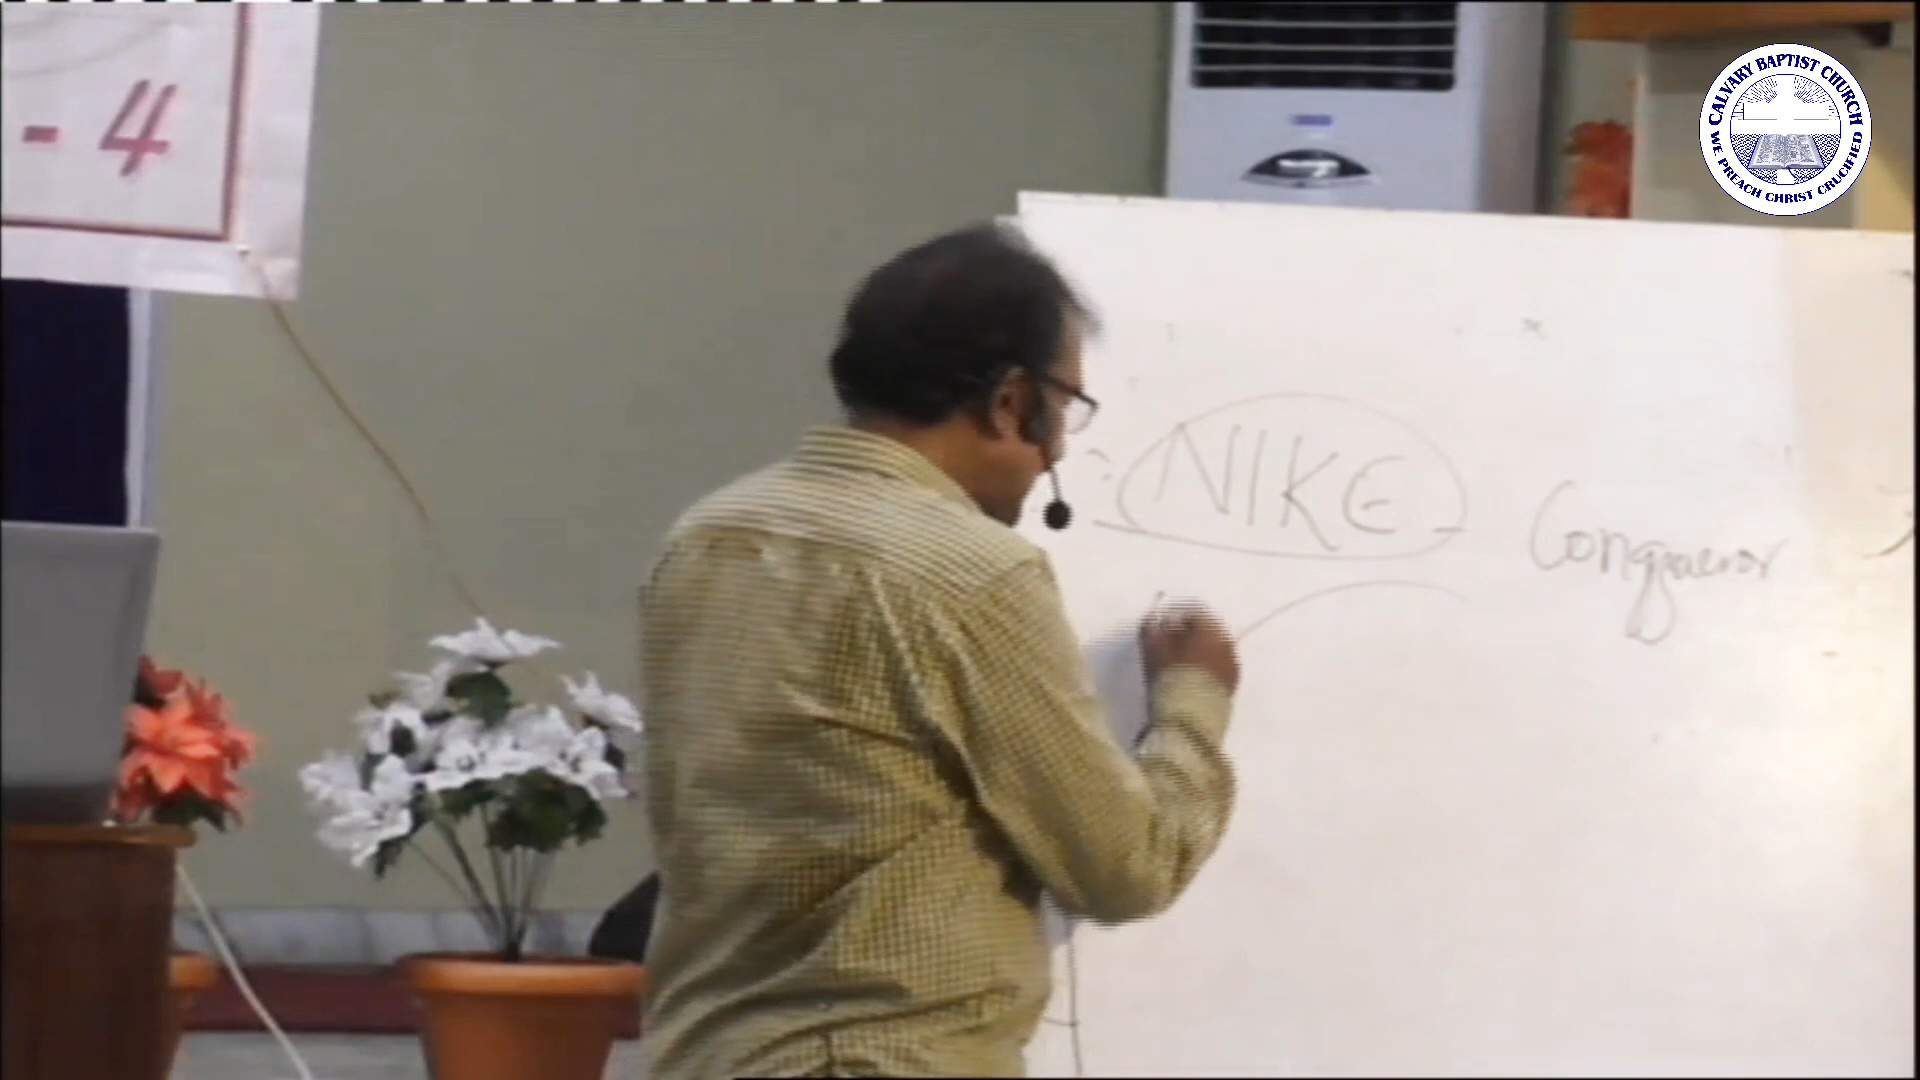 - 4
CALVARY BAPTIST CHURCH
WE PREACH CHRIST CRUCIFIED
NIKE
Conqueror